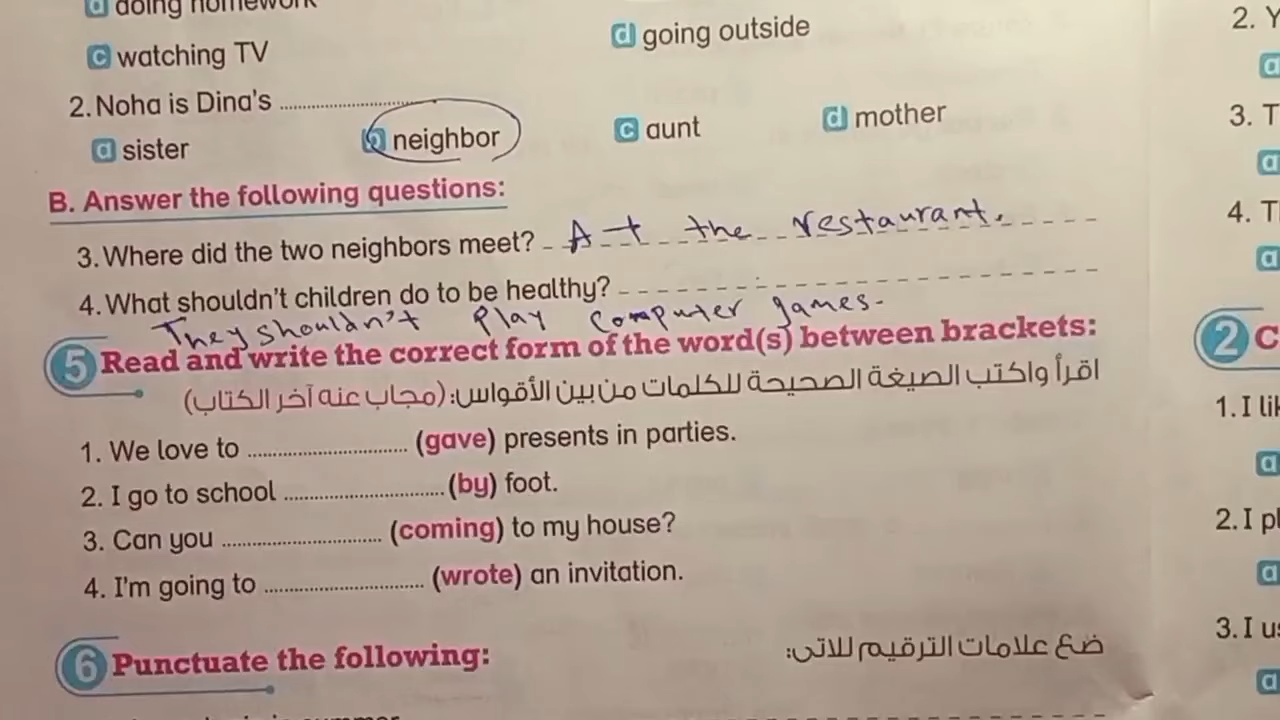 a doing homework
c watching TV
d going outside
2. Noha is Dina's ..............................
a sister
b neighbor
c aunt
d mother
B. Answer the following questions:
3. Where did the two neighbors meet? At the restaurant.
4. What shouldn't children do to be healthy?
They shouldn't Play Computer games.
5 Read and write the correct form of the word(s) between brackets:
اقرأ واكتب الصيغة الصحيحة للكلمات من بين الأقواس: (مجاب عنه آخر الكتاب)
1. We love to .............................. (gave) presents in parties.
2. I go to school .............................. (by) foot.
3. Can you .............................. (coming) to my house?
4. I'm going to .............................. (wrote) an invitation.
6 Punctuate the following:
ضع علامات الترقيم للاتى:
2. Y
a
3. T
a
4. T
a
2 C
1. I lik
a
2. I pl
a
3. I us
a